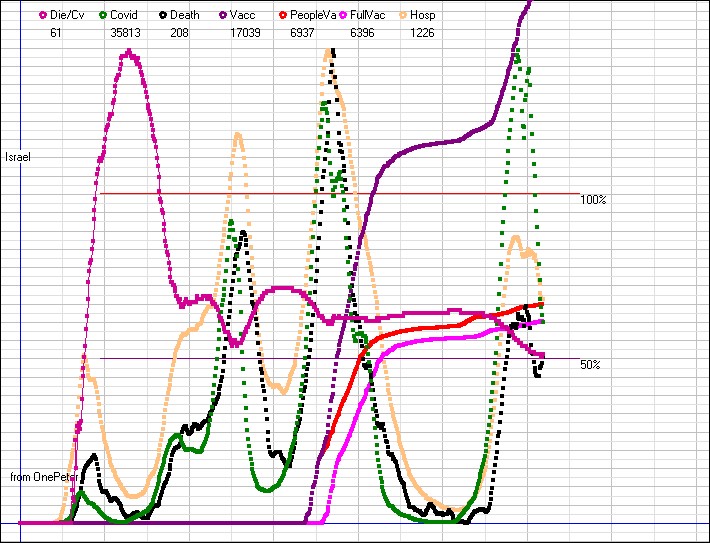 Die/Cv Covid Death Vacc PeopleVa FullVac Hosp
61 35813 208 17039 6937 6396 1226
Israel
100%
50%
from OnePeter